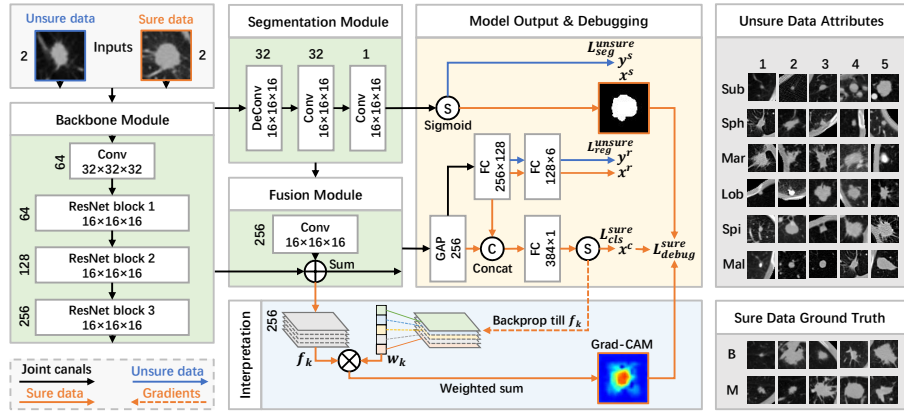 Unsure data
Sure data
2
Inputs
2
Backbone Module
64
Conv
32×32×32
64
ResNet block 1
16×16×16
128
ResNet block 2
16×16×16
256
ResNet block 3
16×16×16
Joint canals
Unsure data
Sure data
Gradients
Segmentation Module
32
32
1
DeConv
16×16×16
Conv
16×16×16
Conv
16×16×16
Fusion Module
256
Conv
16×16×16
Sum
Model Output & Debugging
S
Sigmoid
L_seg^unsure
y^s
x^s
GAP
256
FC
256×128
FC
128×6
L_reg^unsure
y^r
x^r
C
Concat
FC
384×1
S
L_cls^sure
x^c
L_debug^sure
Interpretation
256
f_k
w_k
Backprop till f_k
Weighted sum
Grad-CAM
Unsure Data Attributes
1 2 3 4 5
Sub
Sph
Mar
Lob
Spi
Mal
Sure Data Ground Truth
B
M